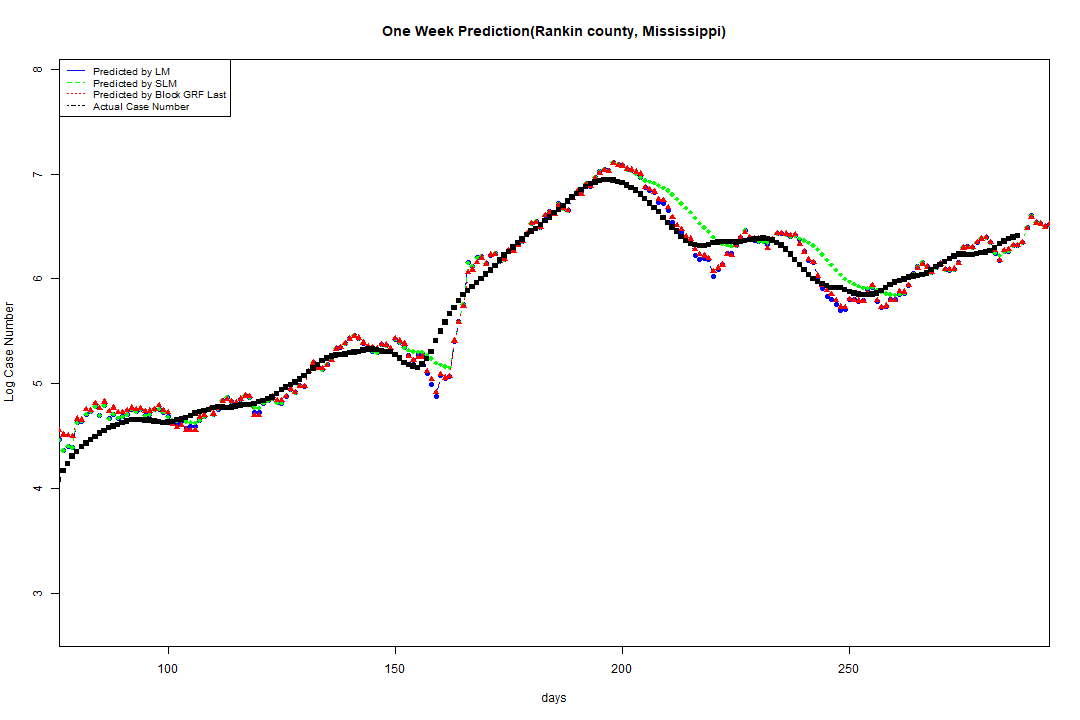 One Week Prediction(Rankin county, Mississippi)
Predicted by LM
Predicted by SLM
Predicted by Block GRF Last
Actual Case Number
8
7
6
5
4
3
Log Case Number
100 150 200 250
days